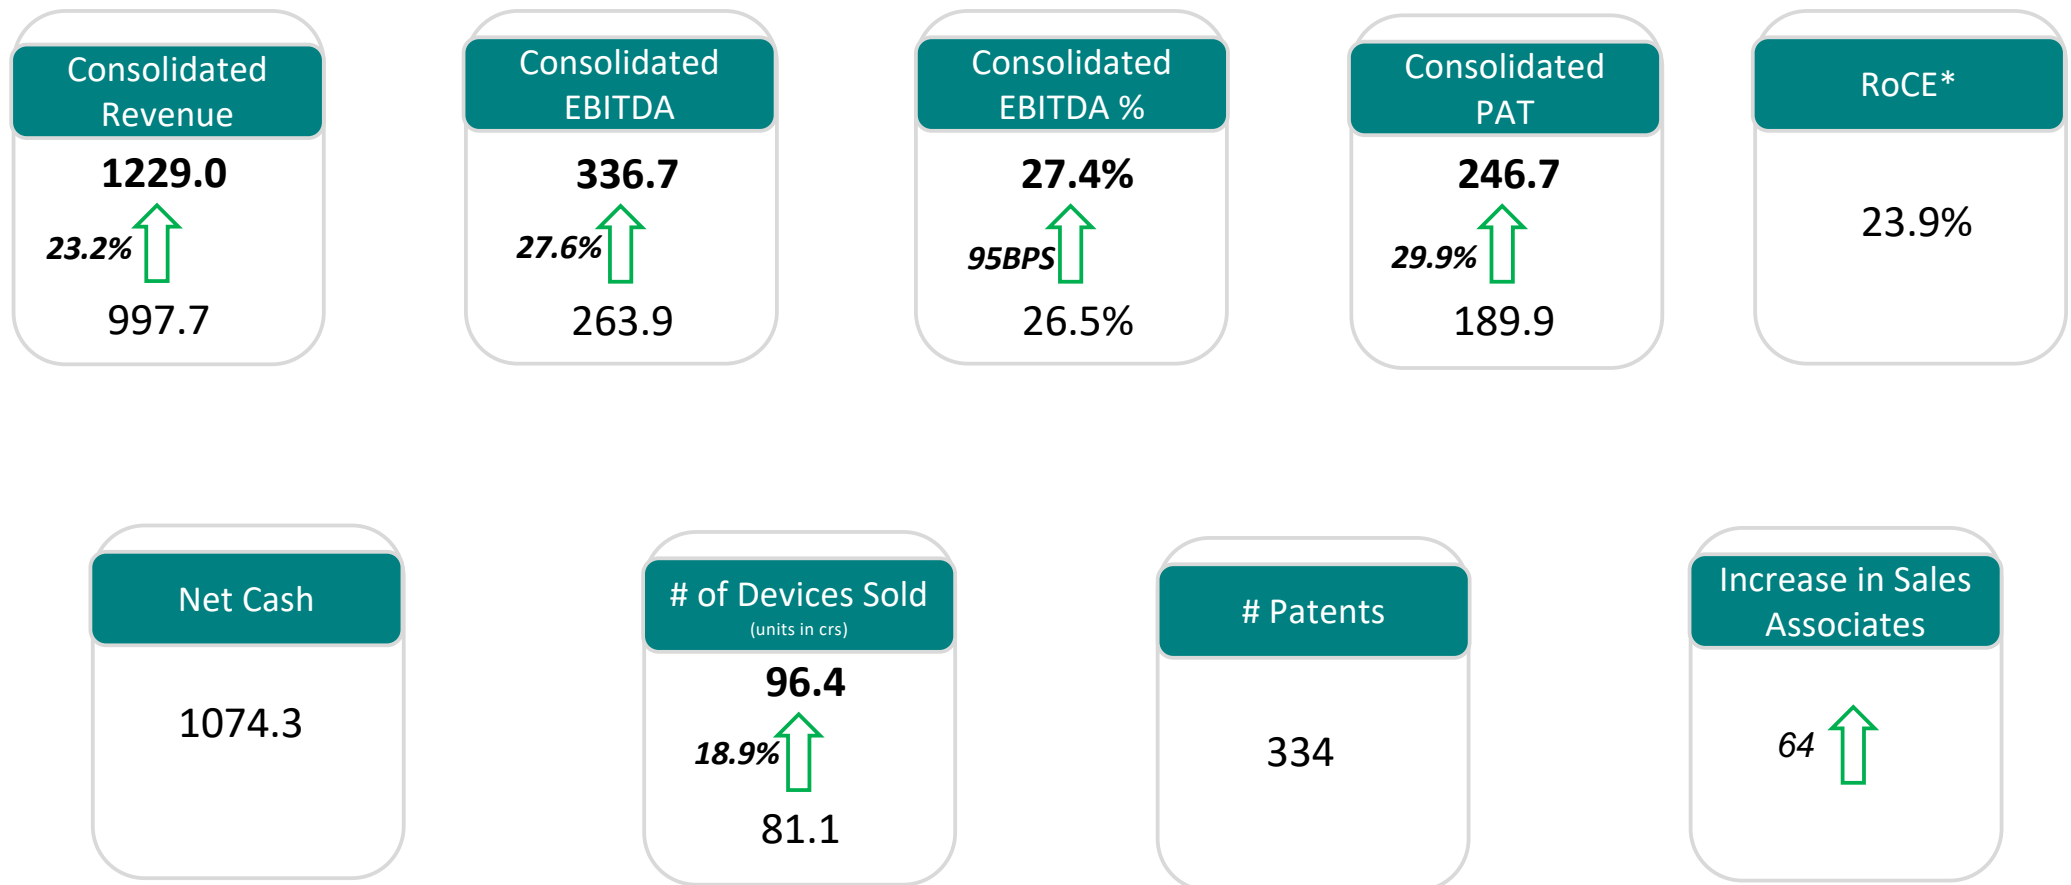 Consolidated
Revenue
1229.0
23.2%
997.7
Consolidated
EBITDA
336.7
27.6%
263.9
Consolidated
EBITDA %
27.4%
95BPS
26.5%
Consolidated
PAT
246.7
29.9%
189.9
RoCE*
23.9%
Net Cash
1074.3
# of Devices Sold
(units in crs)
96.4
18.9%
81.1
# Patents
334
Increase in Sales
Associates
64